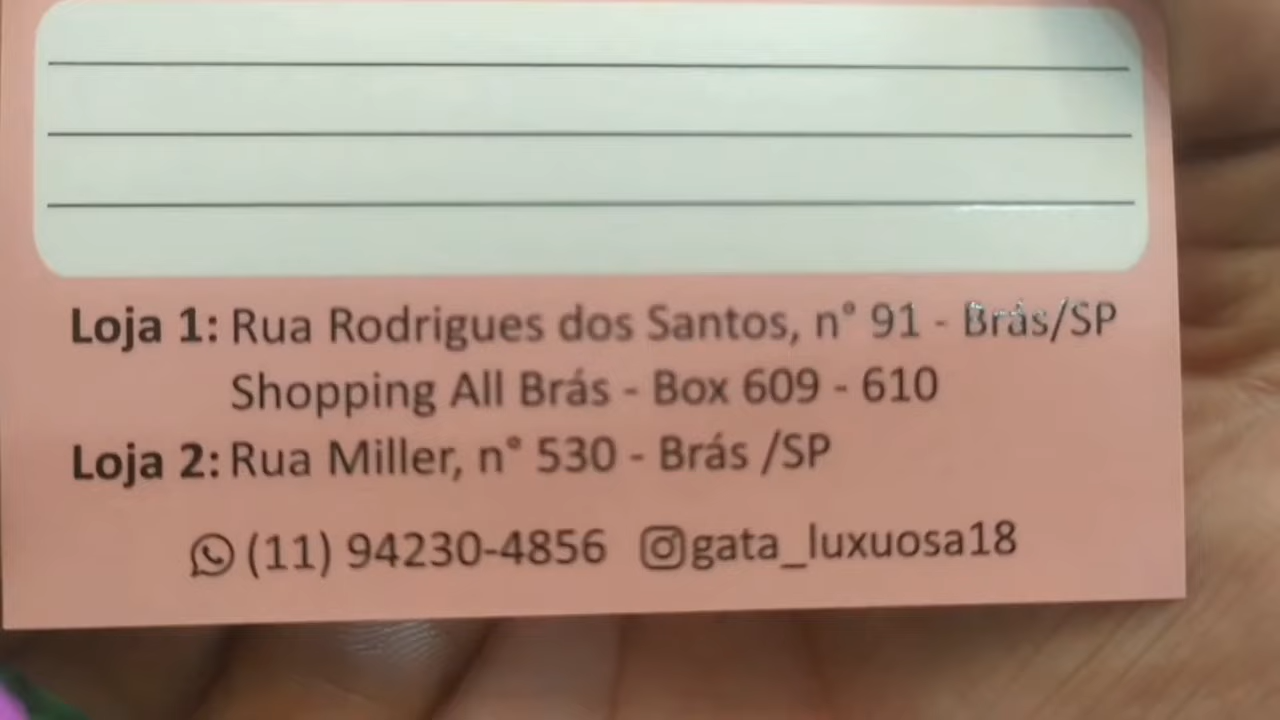 Loja 1: Rua Rodrigues dos Santos, n° 91 - Brás/SP
Shopping All Brás - Box 609 - 610
Loja 2: Rua Miller, n° 530 - Brás /SP
(11) 94230-4856 gata_luxuosa18